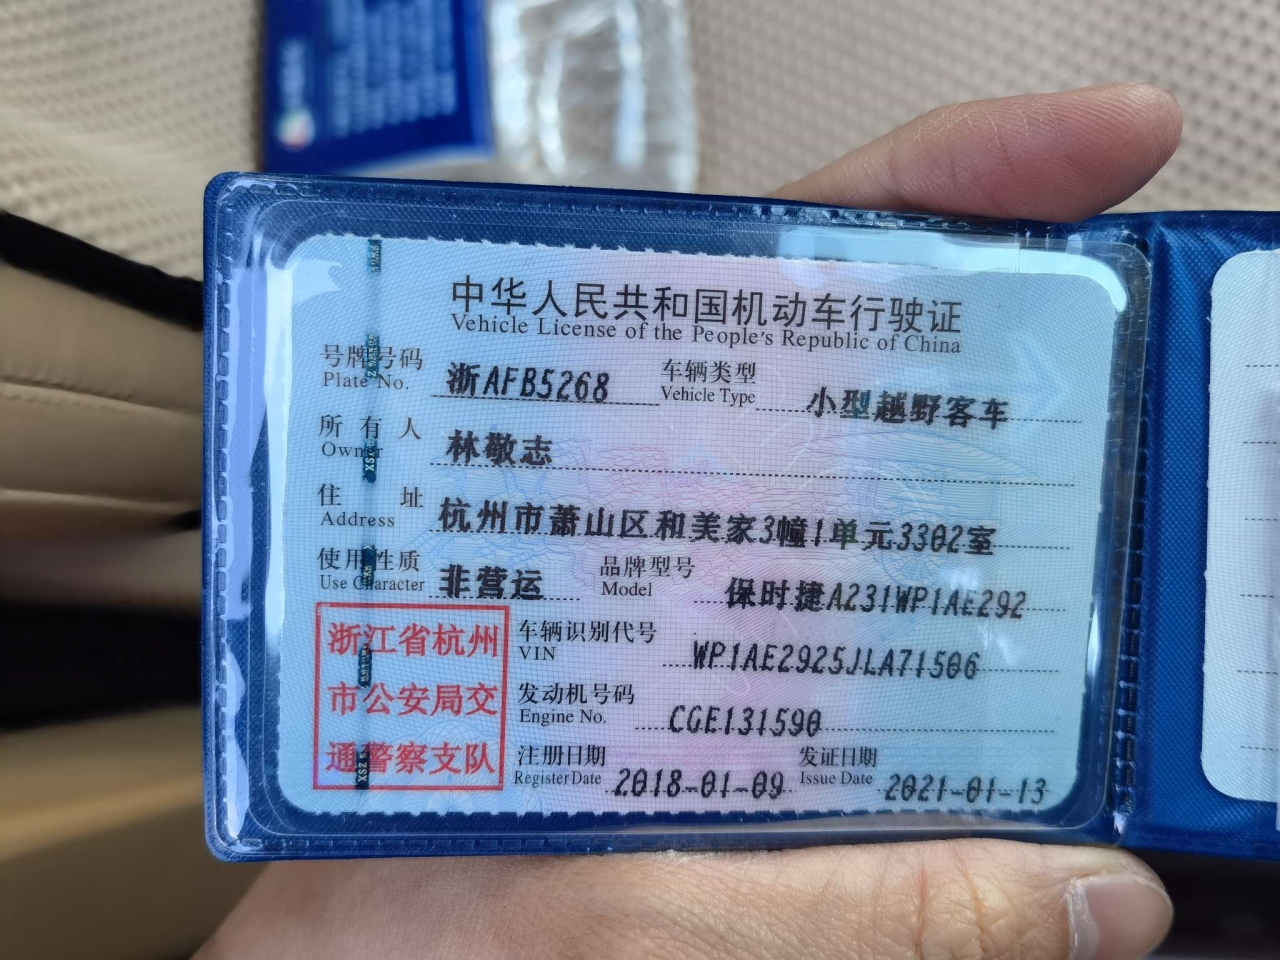 中华人民共和国机动车行驶证
Vehicle License of the People's Republic of China
号牌号码 浙AFB5268 车辆类型 小型越野客车
Plate No. Vehicle Type
所有人 林敬志
Owner
住址 杭州市萧山区和美家3幢1单元3302室
Address
使用性质 非营运 品牌型号 保时捷A231WP1AE292
Use Character Model
浙江省杭州
市公安局交
通警察支队
车辆识别代号 WP1AE2925JLA71506
VIN
发动机号码 CGE131590
Engine No.
注册日期 2018-01-09 发证日期 2021-01-13
Register Date Issue Date